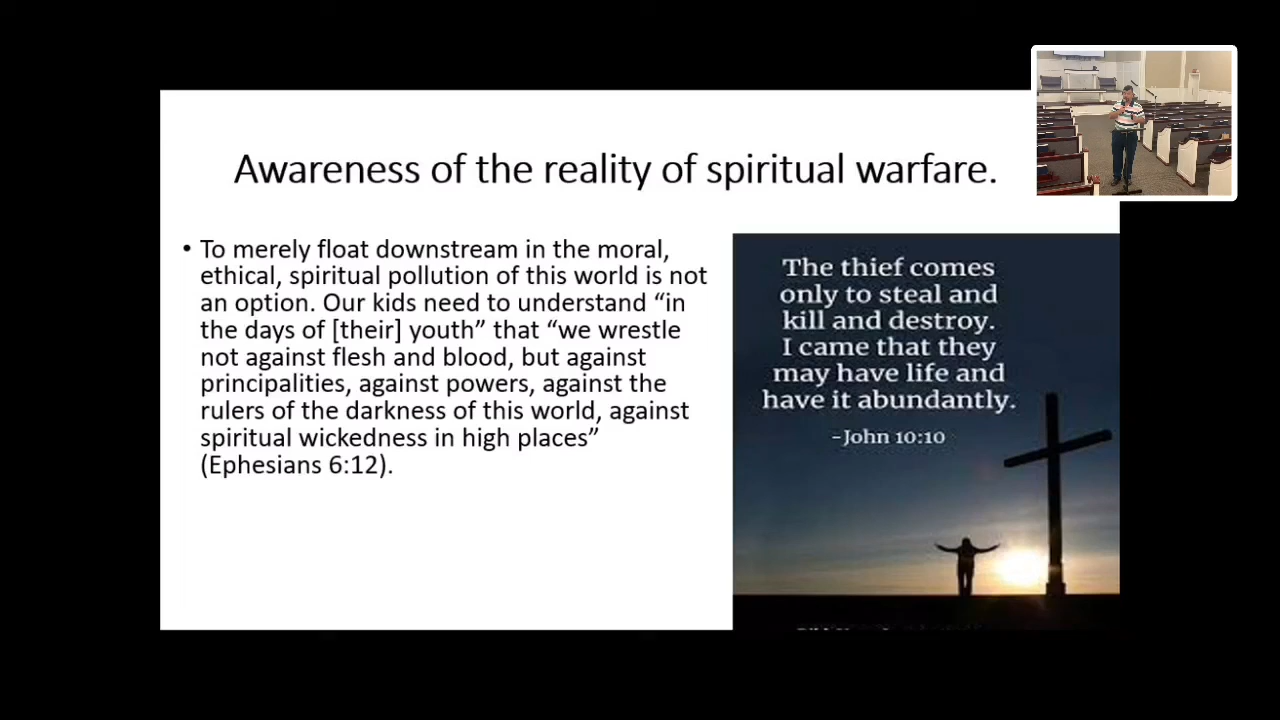 Awareness of the reality of spiritual warfare.
• To merely float downstream in the moral,
ethical, spiritual pollution of this world is not
an option. Our kids need to understand “in
the days of [their] youth” that “we wrestle
not against flesh and blood, but against
principalities, against powers, against the
rulers of the darkness of this world, against
spiritual wickedness in high places”
(Ephesians 6:12).
The thief comes
only to steal and
kill and destroy.
I came that they
may have life and
have it abundantly.
–John 10:10